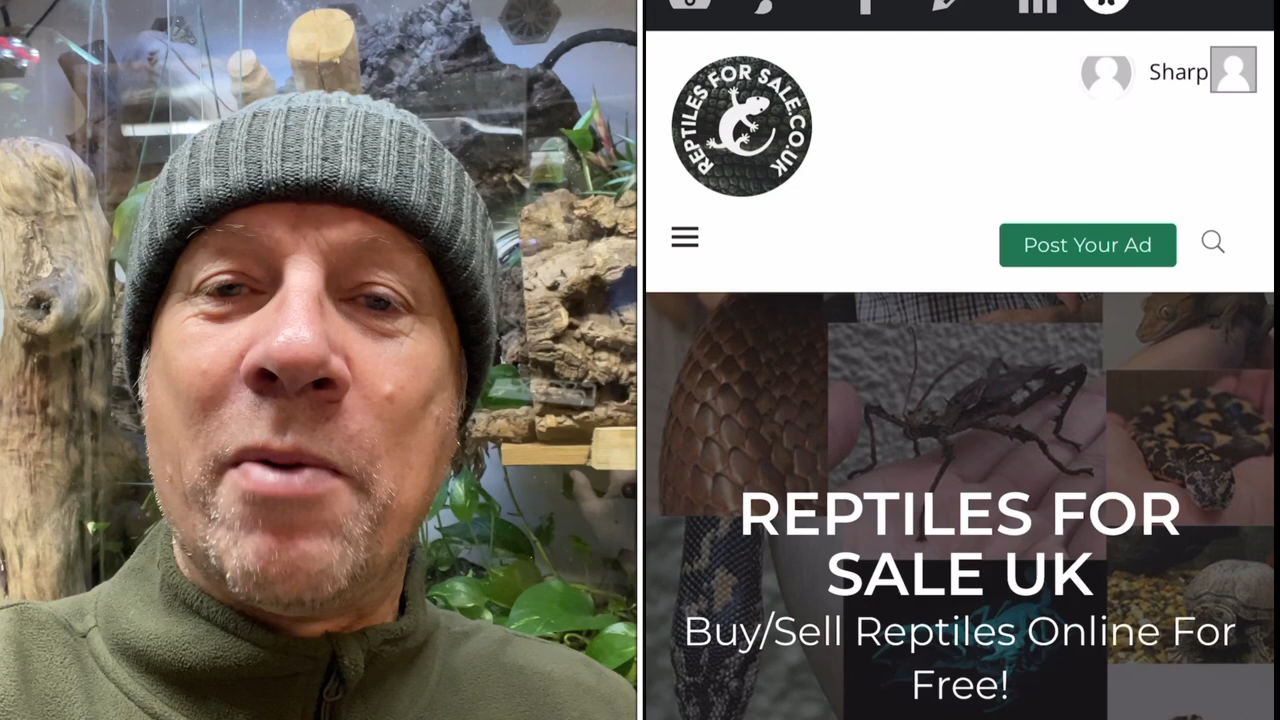 REPTILES FOR SALE.CO.UK
Sharp
Post Your Ad
REPTILES FOR
SALE UK
Buy/Sell Reptiles Online For
Free!